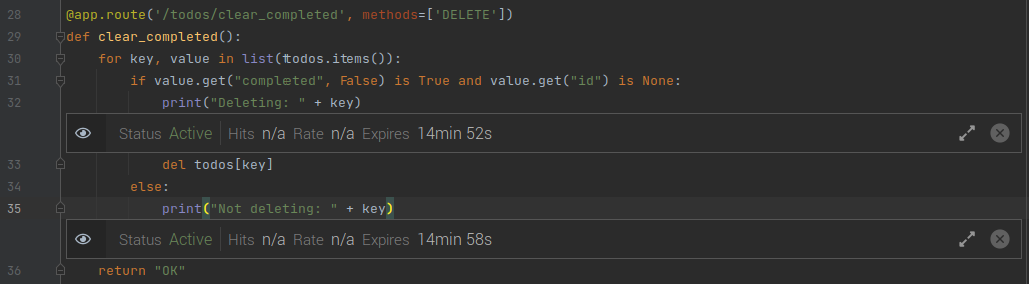 28 @app.route('/todos/clear_completed', methods=['DELETE'])
29 def clear_completed():
30 for key, value in list(todos.items()):
31 if value.get("completed", False) is True and value.get("id") is None:
32 print("Deleting: " + key)
Status Active Hits n/a Rate n/a Expires 14min 52s
33 del todos[key]
34 else:
35 print("Not deleting: " + key)
Status Active Hits n/a Rate n/a Expires 14min 58s
36 return "OK"